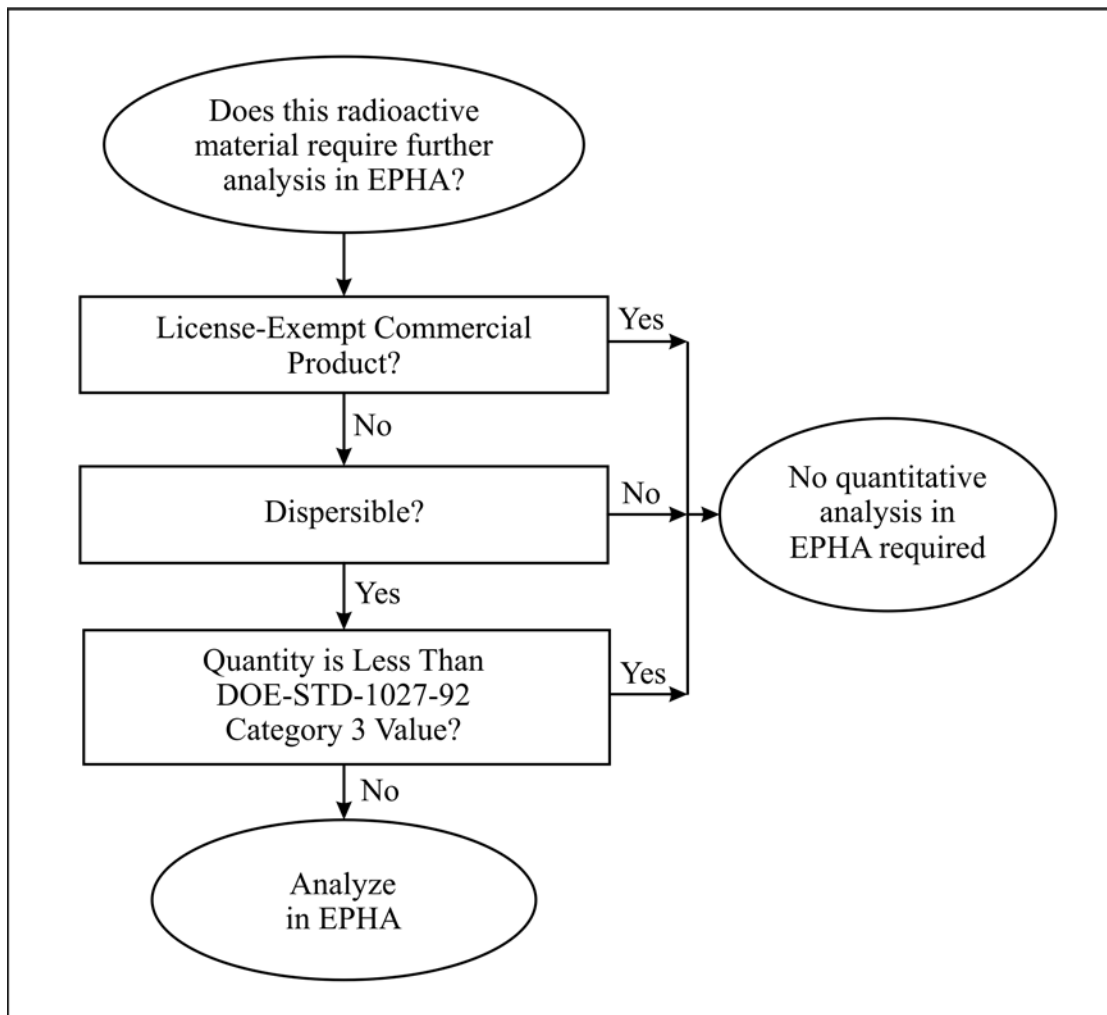 Does this radioactive
material require further
analysis in EPHA?
License-Exempt Commercial
Product?
Yes
No
Dispersible?
No
No quantitative
analysis in
EPHA required
Yes
Quantity is Less Than
DOE-STD-1027-92
Category 3 Value?
Yes
No
Analyze
in EPHA